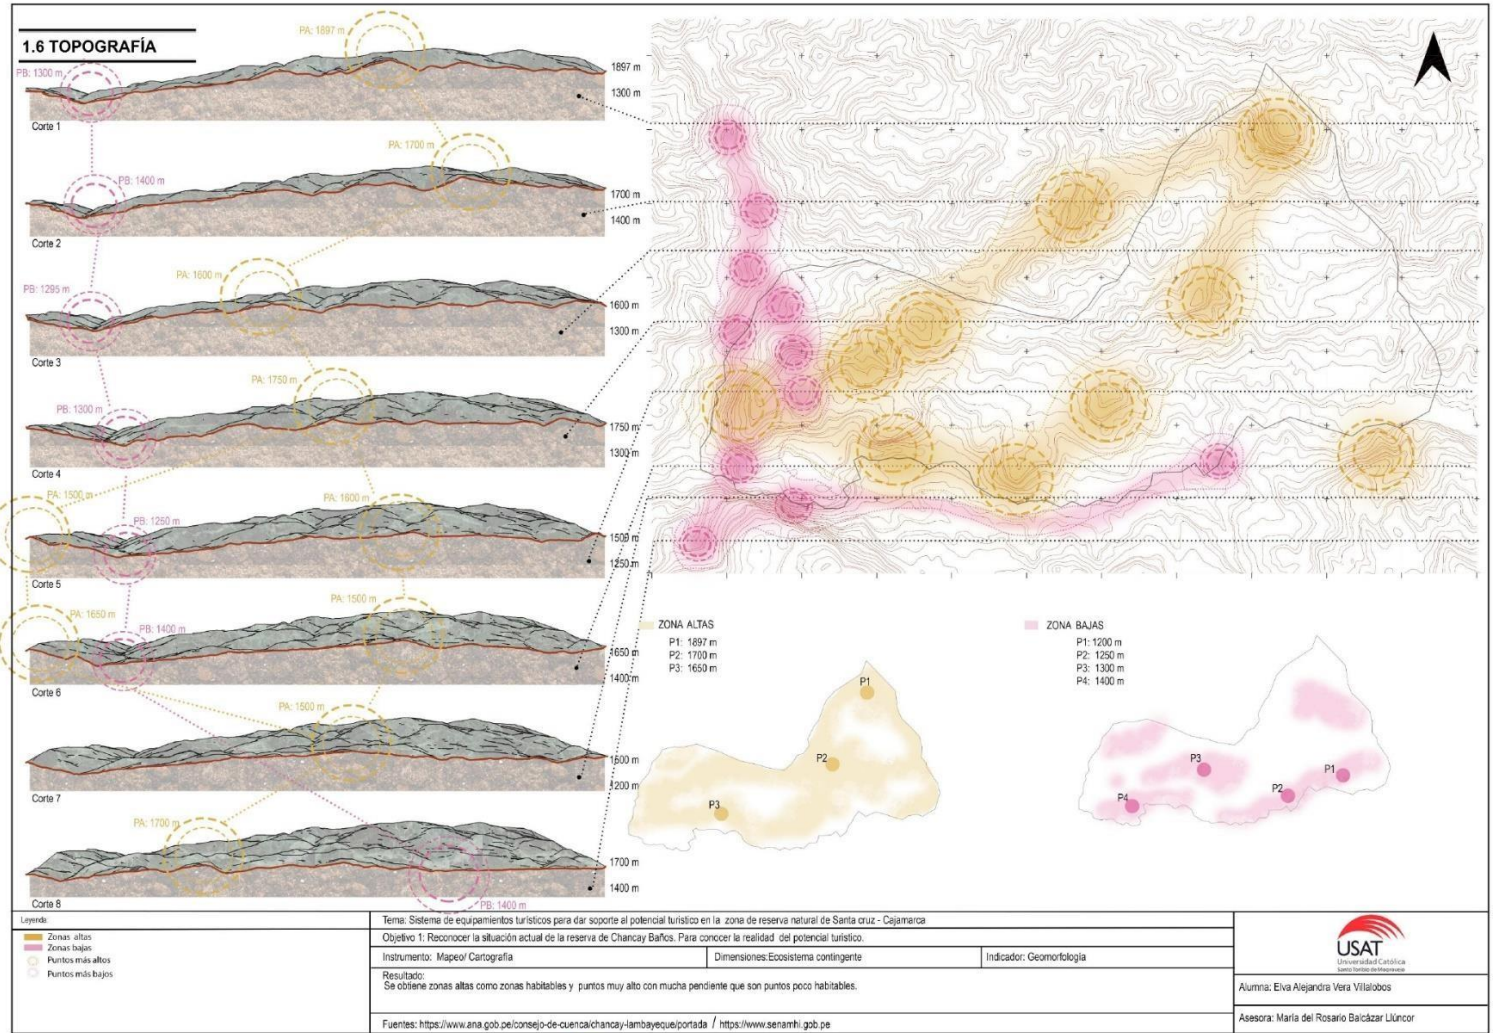 1.6 TOPOGRAFÍA
PA: 1897 m
PB: 1300 m
1897 m
1300 m
Corte 1
PA: 1700 m
PB: 1400 m
1700 m
1400 m
Corte 2
PA: 1600 m
PB: 1295 m
1600 m
1300 m
Corte 3
PA: 1750 m
PB: 1300 m
1750 m
1300 m
Corte 4
PA: 1500 m
PA: 1600 m
PB: 1250 m
1500 m
1250 m
Corte 5
PA: 1650 m
PA: 1500 m
PB: 1400 m
1650 m
1400 m
Corte 6
PA: 1500 m
1500 m
1200 m
Corte 7
PA: 1700 m
1700 m
1400 m
PB: 1400 m
Corte 8
ZONA ALTAS
P1: 1897 m
P2: 1700 m
P3: 1650 m
P1
P2
P3
ZONA BAJAS
P1: 1200 m
P2: 1250 m
P3: 1300 m
P4: 1400 m
P3
P1
P2
P4
Leyenda:
Zonas altas
Zonas bajas
Puntos más altos
Puntos más bajos
Tema: Sistema de equipamientos turísticos para dar soporte al potencial turístico en la zona de reserva natural de Santa cruz - Cajamarca
Objetivo 1: Reconocer la situación actual de la reserva de Chancay Baños. Para conocer la realidad del potencial turístico.
Instrumento: Mapeo/ Cartografía
Dimensiones:Ecosistema contingente
Indicador: Geomorfología
Resultado:
Se obtiene zonas altas como zonas habitables y puntos muy alto con mucha pendiente que son puntos poco habitables.
Fuentes: https://www.ana.gob.pe/consejo-de-cuenca/chancay-lambayeque/portada / https://www.senamhi.gob.pe
USAT
Universidad Católica
Santo Toribio de Mogrovejo
Alumna: Elva Alejandra Vera Villalobos
Asesora: María del Rosario Balcázar Llúncor